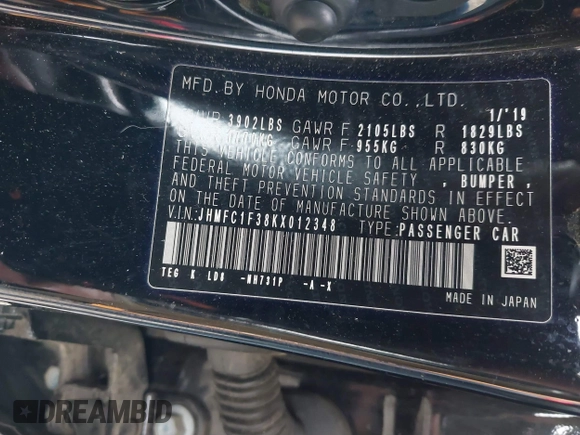 MFD. BY HONDA MOTOR CO.,LTD. 1/'19
3902LBS GAWR F 2105LBS R 1829LBS
GAWR F 955KG R 830KG
THIS VEHICLE CONFORMS TO ALL APPLICABLE
FEDERAL MOTOR VEHICLE SAFETY , BUMPER ,
AND THEFT PREVENTION STANDARDS IN EFFECT
ON THE DATE OF MANUFACTURE SHOWN ABOVE.
V.I.N: JHMFC1F38KX012348 TYPE: PASSENGER CAR
TEG K LD8 -NH731P -A -X
MADE IN JAPAN
DREAMBID